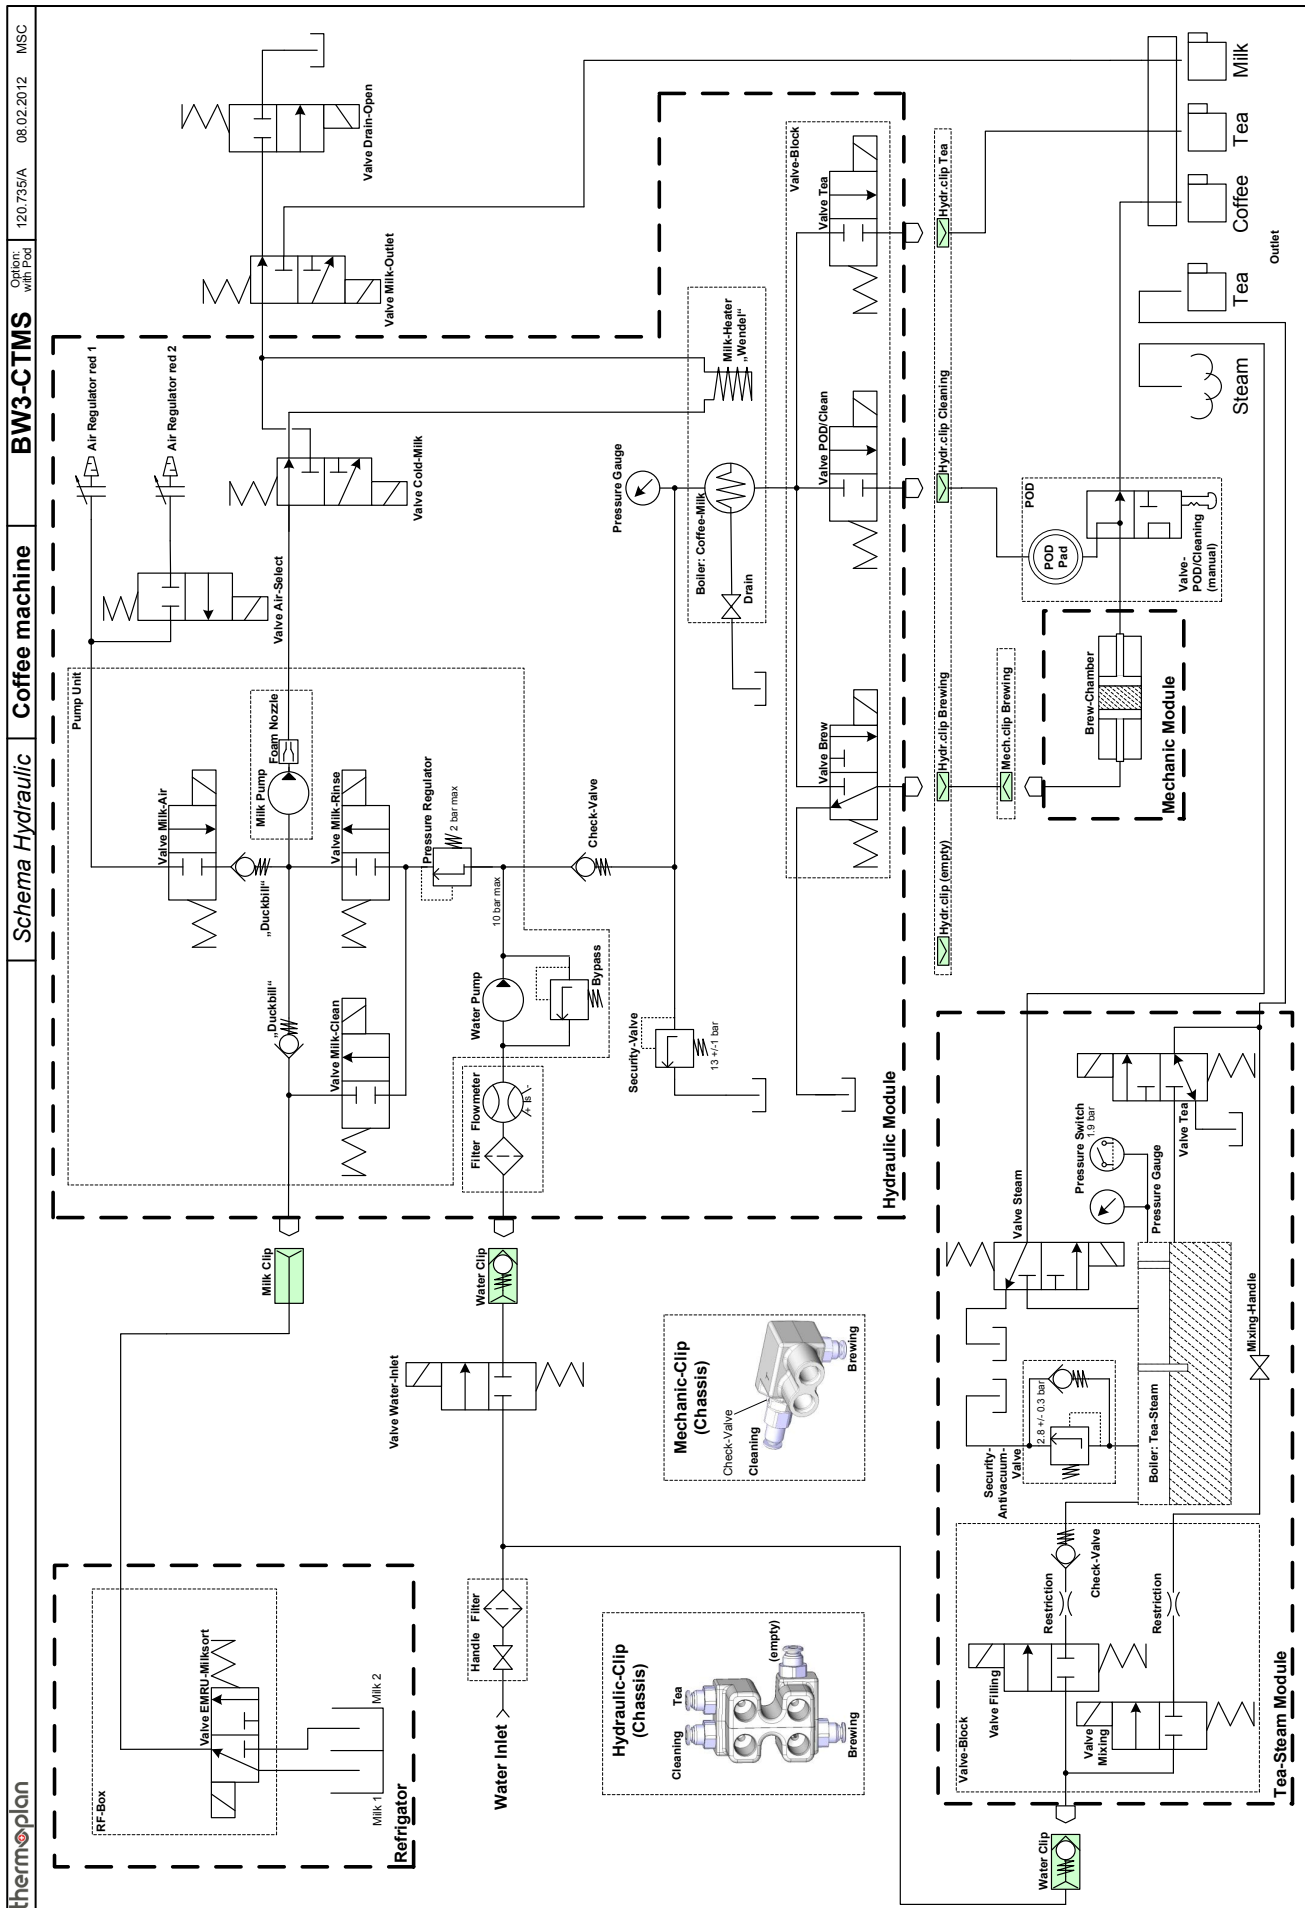 thermoplan
Schema Hydraulic
Coffee machine
BW3-CTMS
Option:
with Pod
120.735/A
08.02.2012
MSC
Refrigator
RF-Box
Valve EMRU-Milksort
Milk 1
Milk 2
Milk Clip
Water Inlet
Handle
Filter
Valve Water-Inlet
Water Clip
Hydraulic Module
Pump Unit
Filter
Flowmeter
+ Is -
Water Pump
Bypass
10 bar max
Pressure Regulator
2 bar max
Check-Valve
Valve Milk-Clean
„Duckbill“
„Duckbill“
Valve Milk-Rinse
Valve Milk-Air
Milk Pump
Foam Nozzle
Valve Air-Select
Air Regulator red 1
Air Regulator red 2
Valve Cold-Milk
Valve Milk-Outlet
Valve Drain-Open
Security-Valve
13 +/-1 bar
Pressure Gauge
Boiler: Coffee-Milk
Drain
Milk-Heater
„Wendel“
Valve-Block
Valve Brew
Valve POD/Clean
Valve Tea
Hydr.clip (empty)
Hydr.clip Brewing
Hydr.clip Cleaning
Hydr.clip Tea
Mech.clip Brewing
Mechanic Module
Brew-Chamber
POD
POD
Pad
Valve-
POD/Cleaning
(manual)
Steam
Tea
Coffee
Tea
Milk
Outlet
Hydraulic-Clip
(Chassis)
Cleaning
Tea
(empty)
Brewing
Mechanic-Clip
(Chassis)
Check-Valve
Cleaning
Brewing
Water Clip
Tea-Steam Module
Valve-Block
Valve Filling
Valve
Mixing
Restriction
Restriction
Check-Valve
Security-
Antivacuum-
Valve
2.8 +/- 0.3 bar
Boiler: Tea-Steam
Mixing-Handle
Valve Steam
Pressure Gauge
Pressure Switch
1.9 bar
Valve Tea